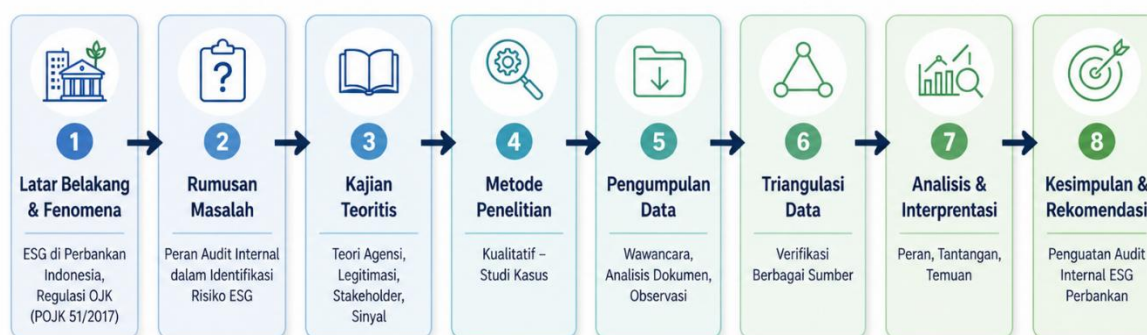 ?
1
Latar Belakang
& Fenomena
ESG di Perbankan
Indonesia,
Regulasi OJK
(POJK 51/2017)
2
Rumusan
Masalah
Peran Audit Internal
dalam Identifikasi
Risiko ESG
3
Kajian
Teoritis
Teori Agensi,
Legitimasi,
Stakeholder,
Sinyal
4
Metode
Penelitian
Kualitatif –
Studi Kasus
5
Pengumpulan
Data
Wawancara,
Analisis Dokumen,
Observasi
6
Triangulasi
Data
Verifikasi
Berbagai Sumber
7
Analisis &
Interprentasi
Peran, Tantangan,
Temuan
8
Kesimpulan &
Rekomendasi
Penguatan Audit
Internal ESG
Perbankan